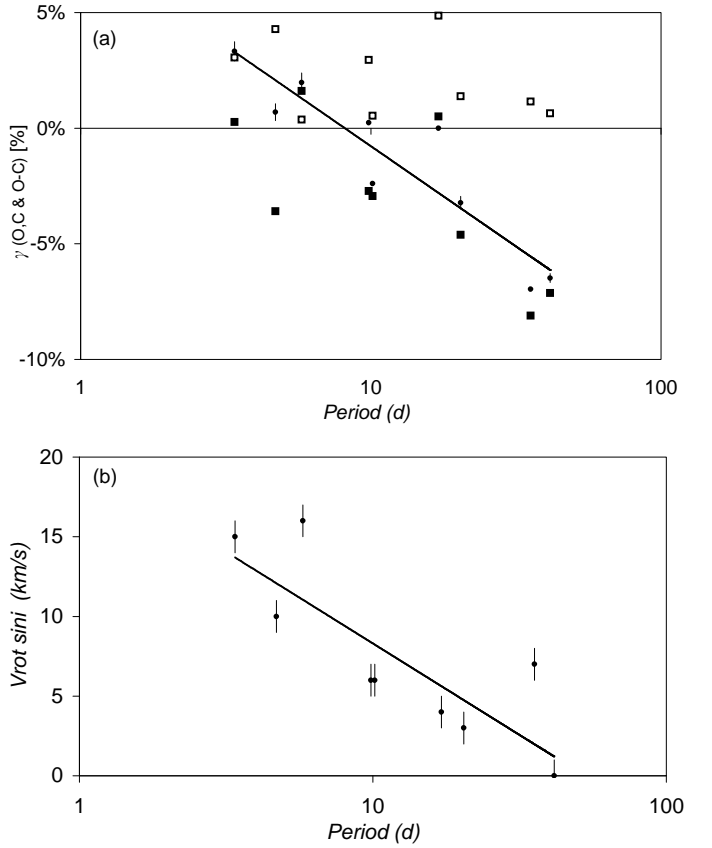 (a)
5%
0%
-5%
-10%
γ (O,C & O-C) [%]
1
10
100
Period (d)
(b)
20
15
10
5
0
Vrot sini (km/s)
1
10
100
Period (d)